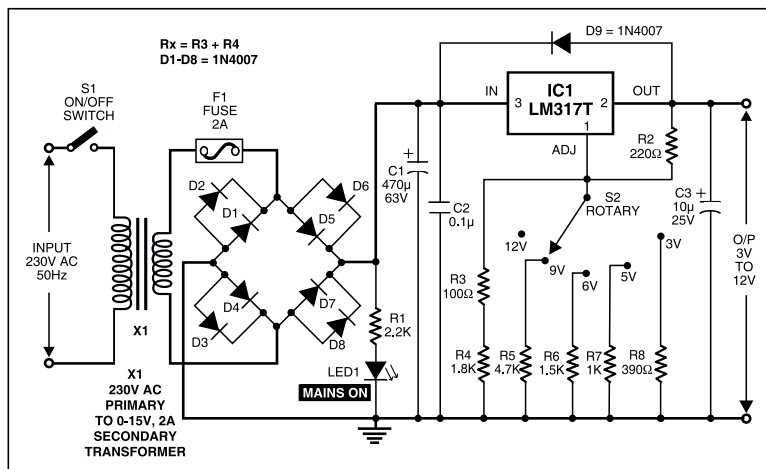 Rx = R3 + R4
D1-D8 = 1N4007
D9 = 1N4007
S1
ON/OFF
SWITCH
F1
FUSE
2A
IN
3
IC1
LM317T
2
1
OUT
ADJ
R2
220Ω
D2
D1
D6
D5
+
C1
470µ
63V
C2
0.1µ
S2
ROTARY
+
C3
10µ
25V
INPUT
230V AC
50Hz
12V
9V
6V
5V
3V
O/P
3V
TO
12V
R3
100Ω
D4
D3
D7
D8
X1
R1
2.2K
R4
1.8K
R5
4.7K
R6
1.5K
R7
1K
R8
390Ω
LED1
MAINS ON
X1
230V AC
PRIMARY
TO 0-15V, 2A
SECONDARY
TRANSFORMER